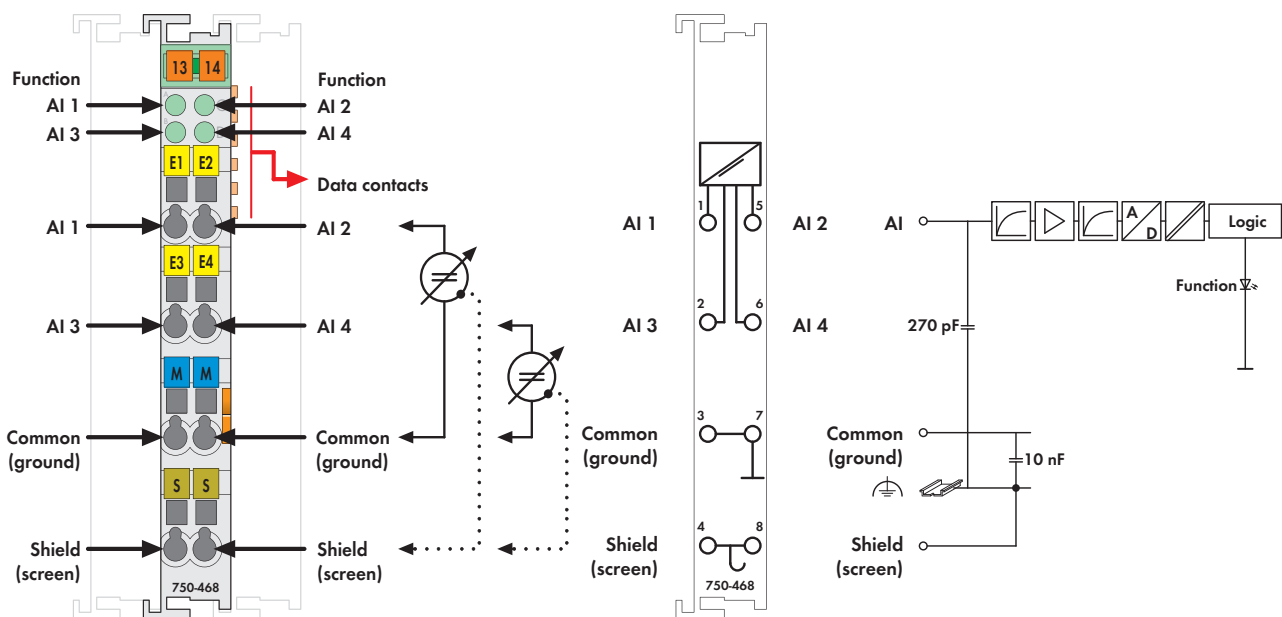 13 14
Function
Function
AI 1
AI 2
AI 3
AI 4
E1 E2
Data contacts
AI 1
AI 2
E3 E4
AI 3
AI 4
M M
Common
(ground)
Common
(ground)
S S
Shield
(screen)
Shield
(screen)
750-468
1 5
AI 1
AI 2
2 6
AI 3
AI 4
3 7
Common
(ground)
4 8
Shield
(screen)
750-468
AI
A
D
Logic
Function
270 pF
Common
(ground)
10 nF
Shield
(screen)